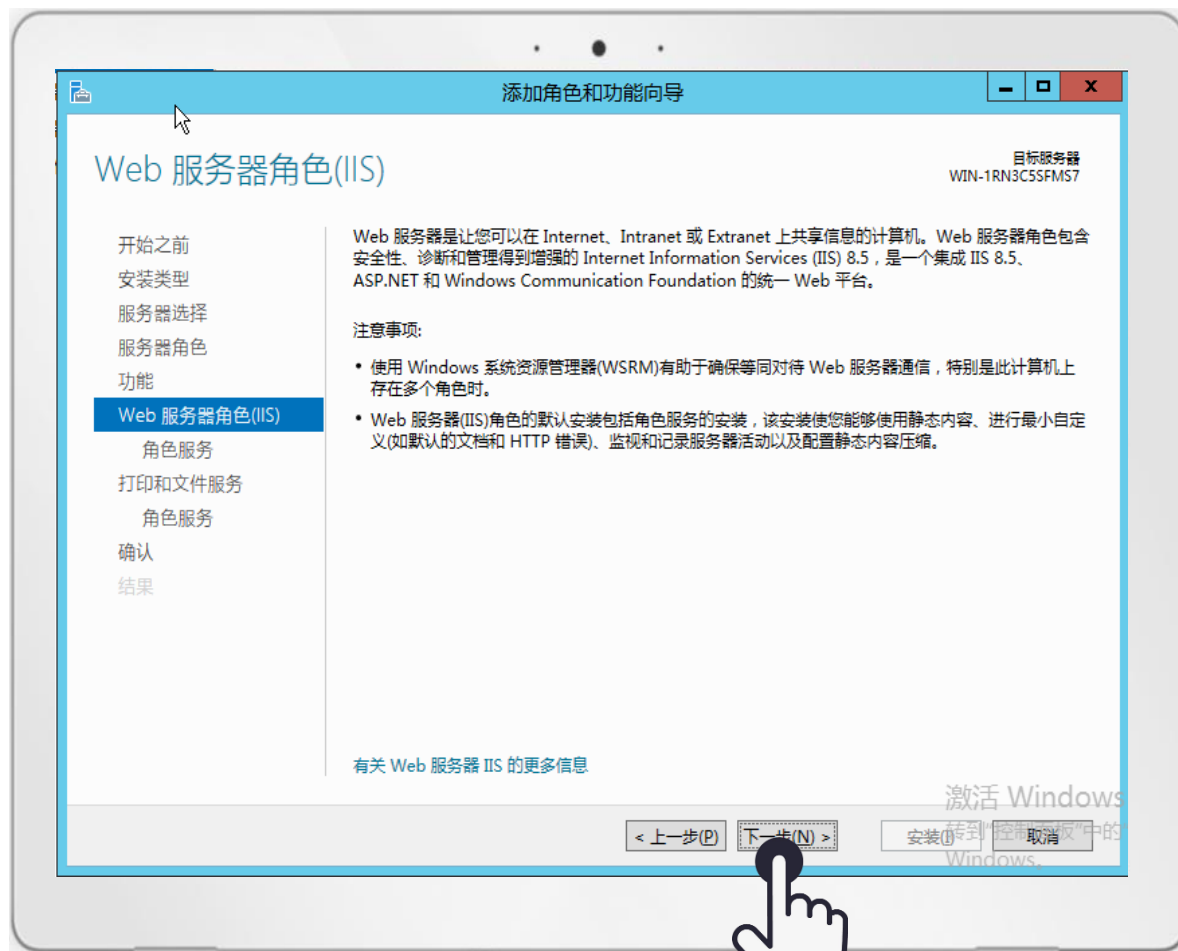 添加角色和功能向导
Web 服务器角色(IIS)
目标服务器
WIN-1RN3C5SFMS7
开始之前
安装类型
服务器选择
服务器角色
功能
Web 服务器角色(IIS)
角色服务
打印和文件服务
角色服务
确认
结果
Web 服务器是让您可以在 Internet、Intranet 或 Extranet 上共享信息的计算机。Web 服务器角色包含
安全性、诊断和管理得到增强的 Internet Information Services (IIS) 8.5，是一个集成 IIS 8.5、
ASP.NET 和 Windows Communication Foundation 的统一 Web 平台。
注意事项:
• 使用 Windows 系统资源管理器(WSRM)有助于确保等同对待 Web 服务器通信，特别是此计算机上
存在多个角色时。
• Web 服务器(IIS)角色的默认安装包括角色服务的安装，该安装使您能够使用静态内容、进行最小自定
义(如默认的文档和 HTTP 错误)、监视和记录服务器活动以及配置静态内容压缩。
有关 Web 服务器 IIS 的更多信息
激活 Windows
转到"控制面板"中的
Windows。
< 上一步(P)
下一步(N) >
安装(I)
取消